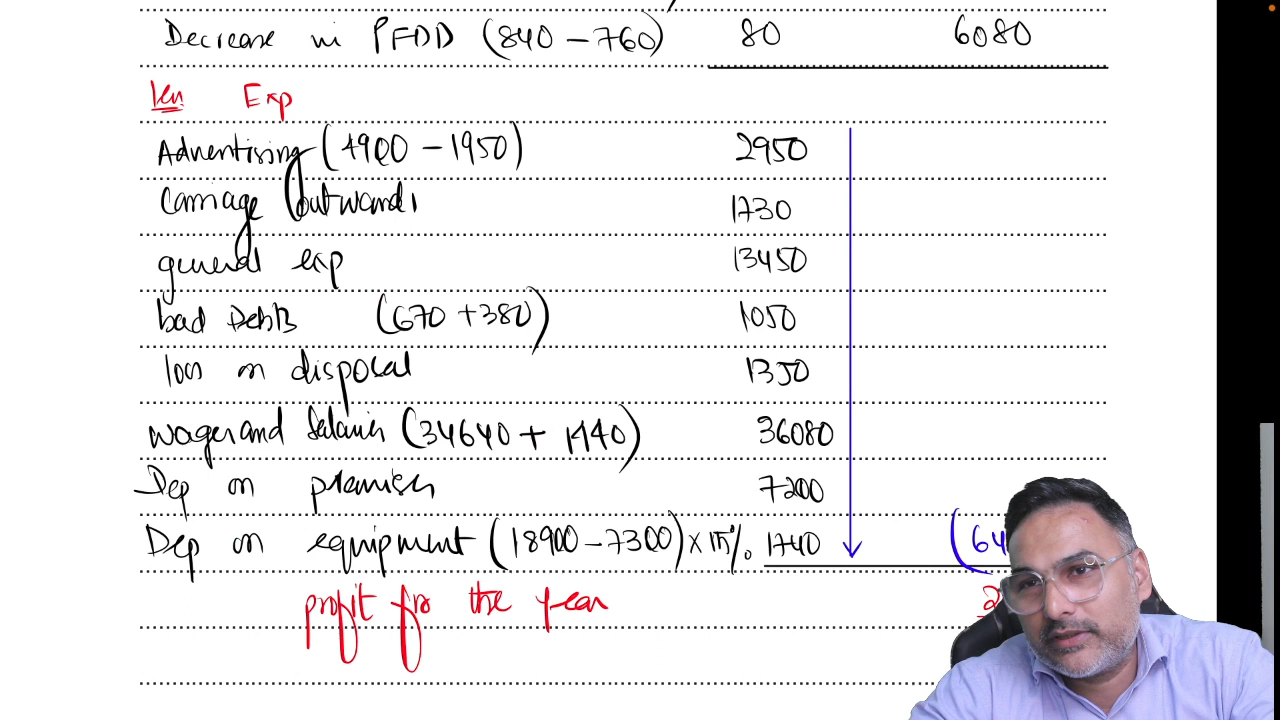 Decrease in PFDD (840 - 760) 80 6080
Less Exp
Advertising (4900 - 1950) 2950
Carriage outwards 1730
general exp 13450
bad Debts (670 + 380) 1050
loss on disposal 1350
wages and Salaries (34640 + 1440) 36080
Dep on premises 7200
Dep on equipment (18900 - 7300) x 15% 1740 (64
profit for the year 2